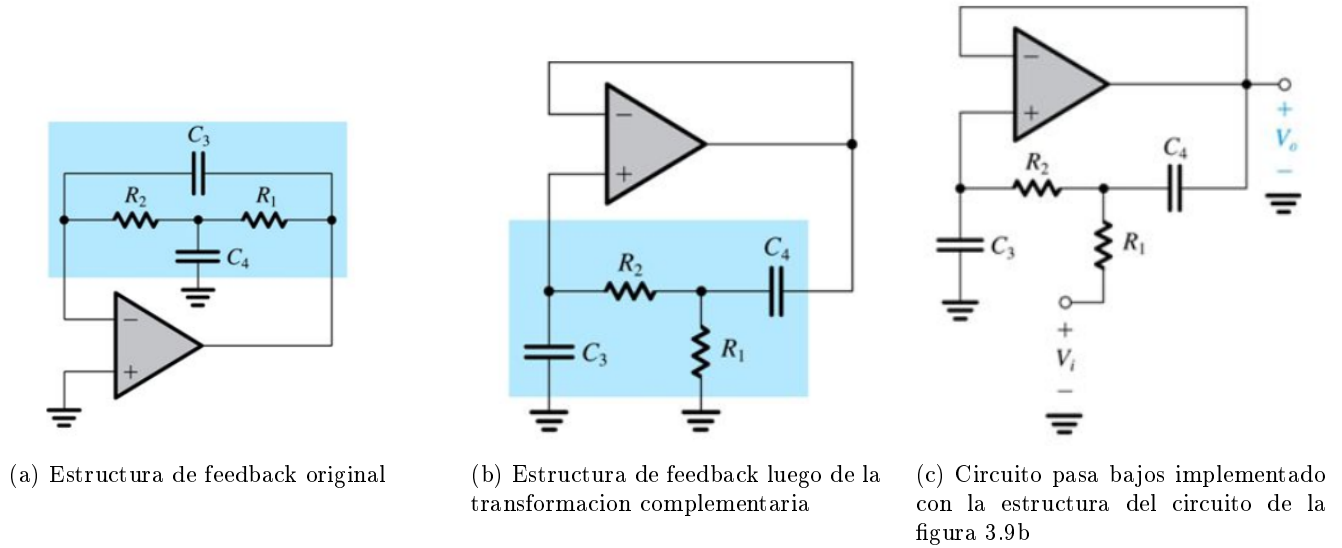 C3
R2
R1
C4
−
+
(a) Estructura de feedback original
−
+
R2
C4
C3
R1
(b) Estructura de feedback luego de la
transformacion complementaria
−
+
R2
C4
C3
R1
+
Vo
−
+
Vi
−
(c) Circuito pasa bajos implementado
con la estructura del circuito de la
figura 3.9b